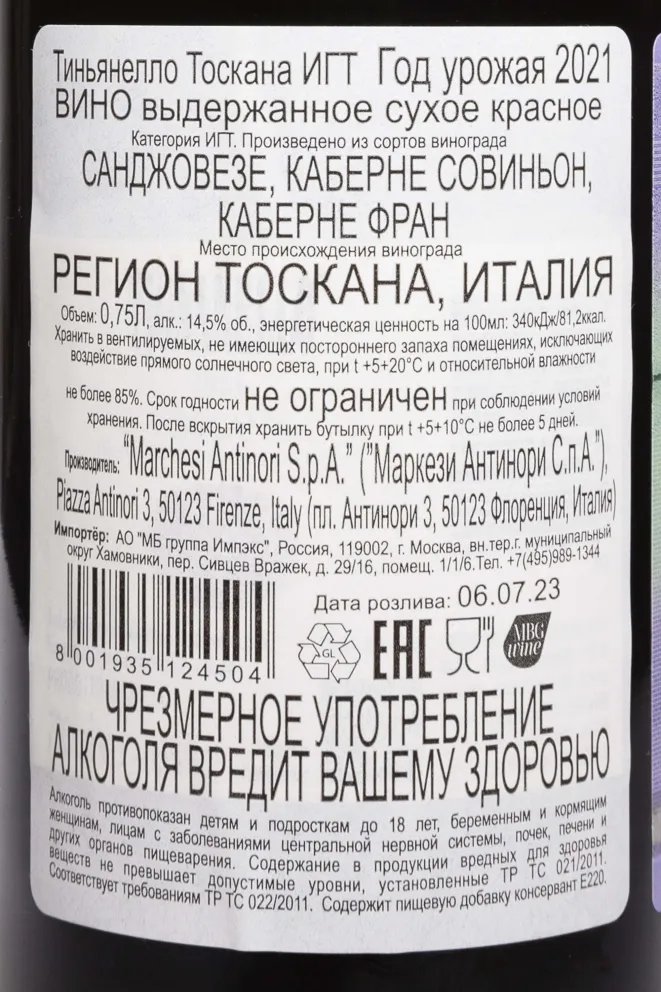 Тиньянелло Тоскана ИГТ Год урожая 2021
ВИНО выдержанное сухое красное
Категория ИГТ. Произведено из сортов винограда
САНДЖОВЕЗЕ, КАБЕРНЕ СОВИНЬОН,
КАБЕРНЕ ФРАН
Место происхождения винограда
РЕГИОН ТОСКАНА, ИТАЛИЯ
Объем: 0,75Л, алк.: 14,5% об., энергетическая ценность на 100мл: 340кДж/81,2ккал.
Хранить в вентилируемых, не имеющих постороннего запаха помещениях, исключающих
воздействие прямого солнечного света, при t +5+20°С и относительной влажности
не более 85%. Срок годности не ограничен при соблюдении условий
хранения. После вскрытия хранить бутылку при t +5+10°С не более 5 дней.
Производитель: "Marchesi Antinori S.p.A." ("Маркези Антинори С.п.А."),
Piazza Antinori 3, 50123 Firenze, Italy (пл. Антинори 3, 50123 Флоренция, Италия)
Импортёр: АО "МБ группа Импэкс", Россия, 119002, г. Москва, вн.тер.г. муниципальный
округ Хамовники, пер. Сивцев Вражек, д. 29/16, помещ. 1/1/6.Тел. +7(495)989-1344
Дата розлива: 06.07.23
8 001935 124504
GL
EAC
MBG
wine
ЧРЕЗМЕРНОЕ УПОТРЕБЛЕНИЕ
АЛКОГОЛЯ ВРЕДИТ ВАШЕМУ ЗДОРОВЬЮ
Алкоголь противопоказан детям и подросткам до 18 лет, беременным и кормящим
женщинам, лицам с заболеваниями центральной нервной системы, почек, печени и
других органов пищеварения. Содержание в продукции вредных для здоровья
веществ не превышает допустимые уровни, установленные ТР ТС 021/2011.
Соответствует требованиям ТР ТС 022/2011. Содержит пищевую добавку консервант Е220.